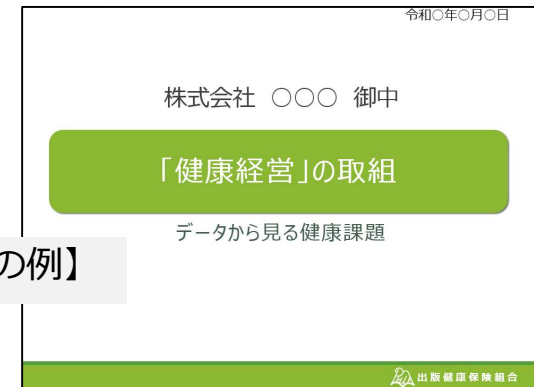 令和○年○月○日
株式会社 ○○○ 御中
「健康経営」の取組
データから見る健康課題
の例】
出版健康保険組合